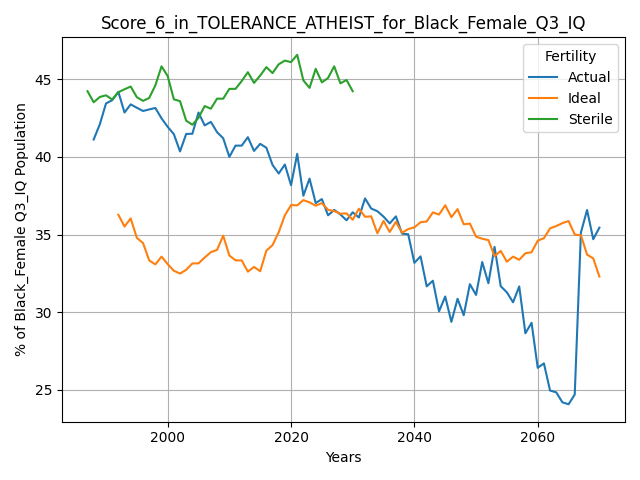 Score_6_in_TOLERANCE_ATHEIST_for_Black_Female_Q3_IQ
Fertility
Actual
Ideal
Sterile
% of Black_Female Q3_IQ Population
45
40
35
30
25
2000
2020
2040
2060
Years